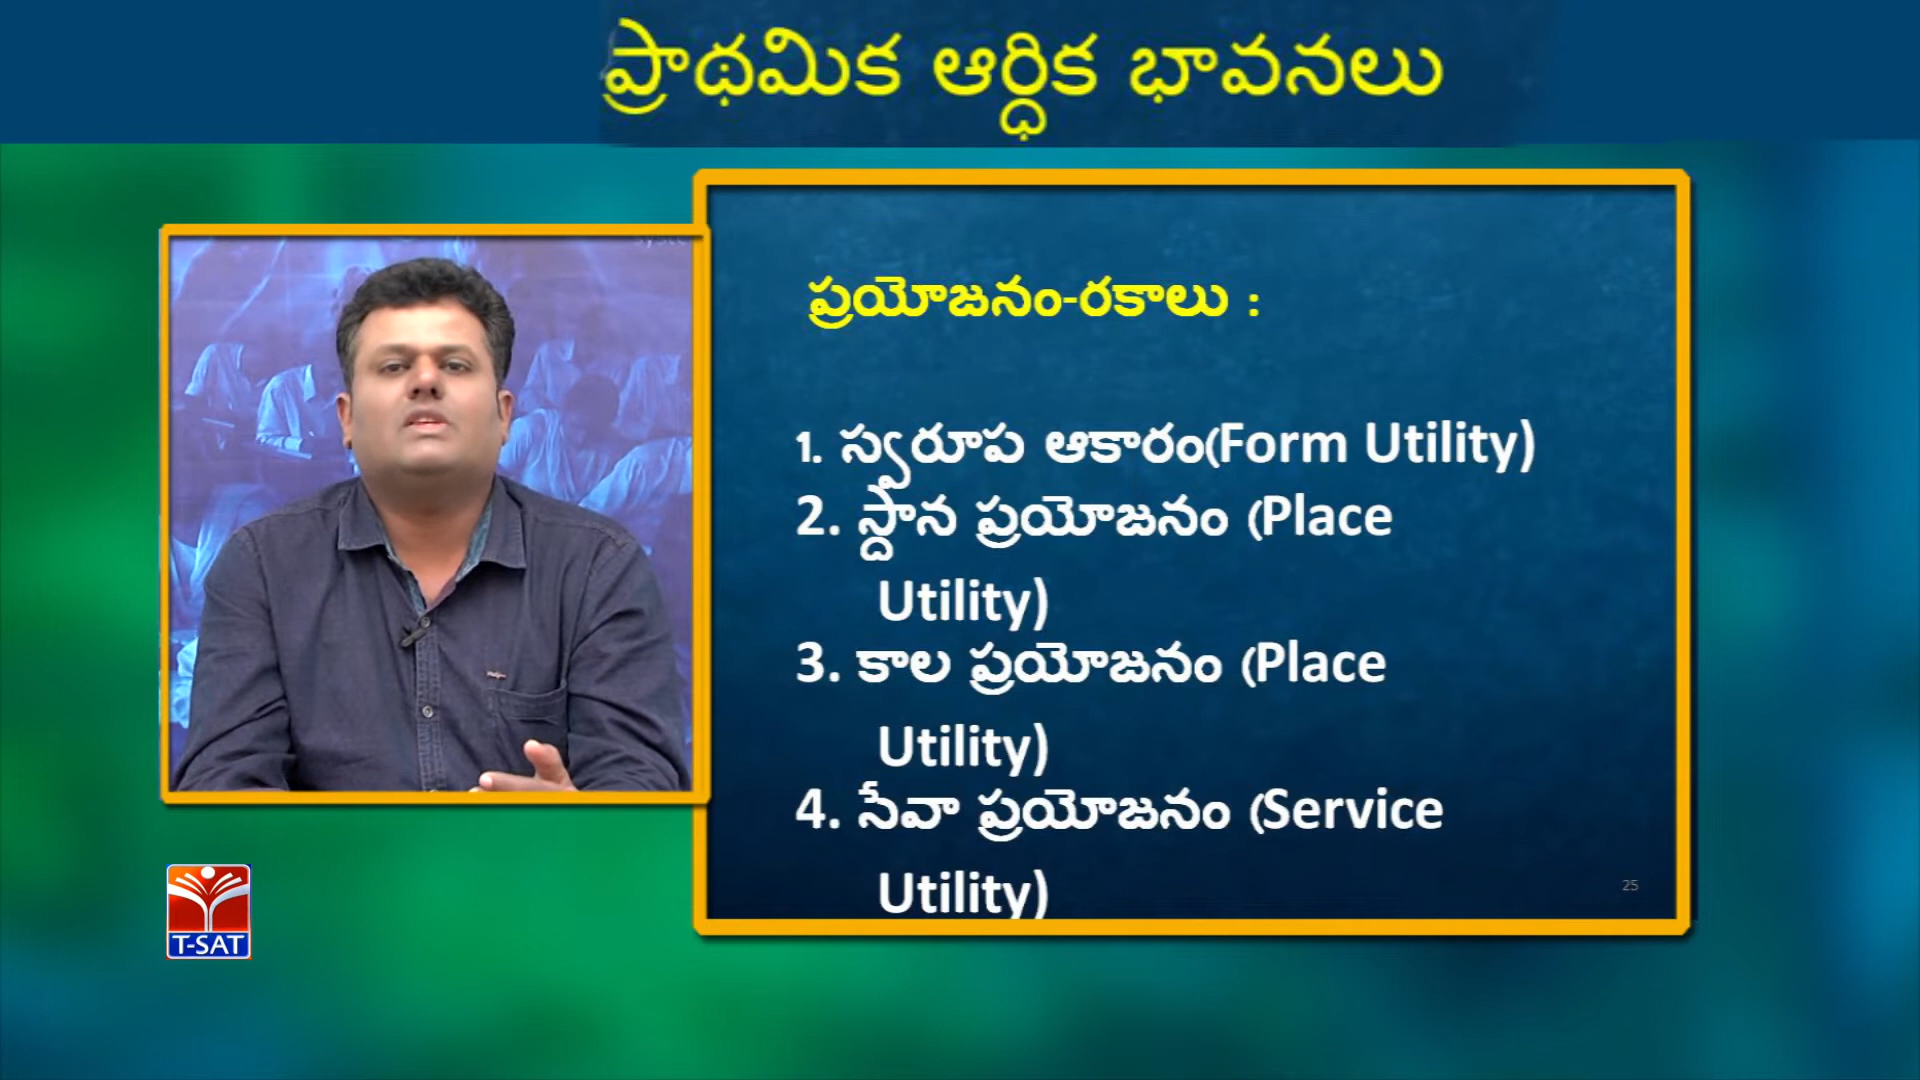 ప్రాథమిక ఆర్ధిక భావనలు
ప్రయోజనం-రకాలు :
1. స్వరూప ఆకారం(Form Utility)
2. స్దాన ప్రయోజనం (Place
Utility)
3. కాల ప్రయోజనం (Place
Utility)
4. సేవా ప్రయోజనం (Service
Utility)
25
T-SAT